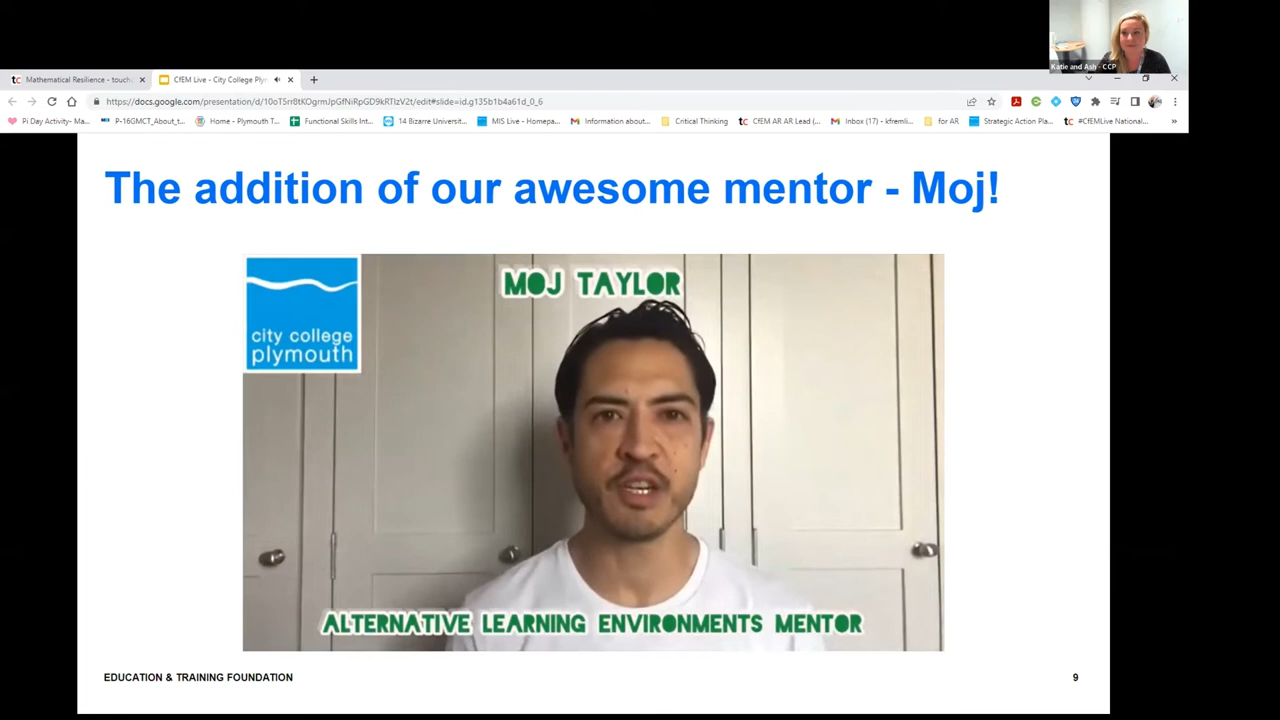 Katie and Ash - CCP
Mathematical Resilience - touch
CfEM Live - City College Ply
https://docs.google.com/presentation/d/10oT5rr8tKOgrmJpGfNiRpGD9kRTIzV2t/edit#slide=id.g135b1b4a61d_0_6
Pi Day Activity- Ma... P-16GMCT_About_t... Home - Plymouth T... Functional Skills Int... 14 Bizarre Universit... MIS Live - Homepa... Information about... Critical Thinking CfEM AR AR Lead (... Inbox (17) - kfremli... for AR Strategic Action Pla... #CfEMLive National...
The addition of our awesome mentor - Moj!
MOJ TAYLOR
city college
plymouth
ALTERNATIVE LEARNING ENVIRONMENTS MENTOR
EDUCATION & TRAINING FOUNDATION
9